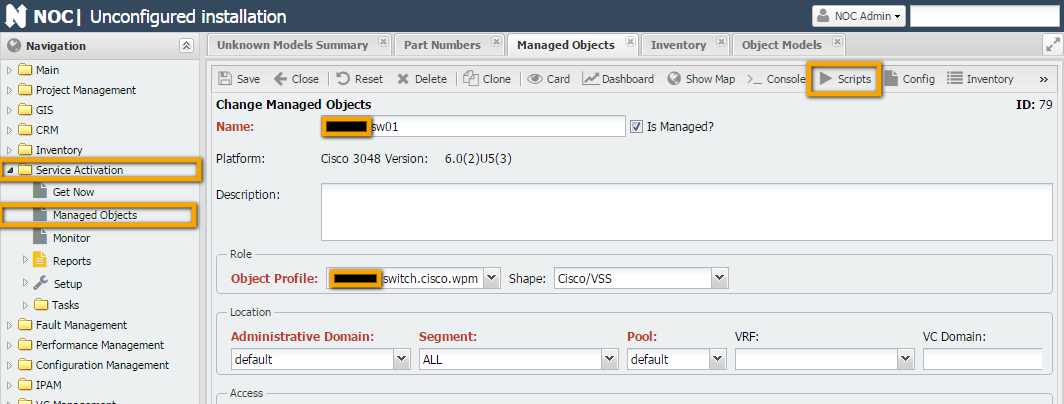 NOC| Unconfigured installation
NOC Admin
Navigation
Unknown Models Summary
Part Numbers
Managed Objects
Inventory
Object Models
Main
Project Management
GIS
CRM
Inventory
Service Activation
Get Now
Managed Objects
Monitor
Reports
Setup
Tasks
Fault Management
Performance Management
Configuration Management
IPAM
VC Management
Save
Close
Reset
Delete
Clone
Card
Dashboard
Show Map
>_ Console
Scripts
Config
Inventory
»
Change Managed Objects
ID: 79
Name:
sw01
Is Managed?
Platform:
Cisco 3048 Version: 6.0(2)U5(3)
Description:
Role
Object Profile:
switch.cisco.wpm
Shape:
Cisco/VSS
Location
Administrative Domain:
Segment:
Pool:
VRF:
VC Domain:
default
ALL
default
Access